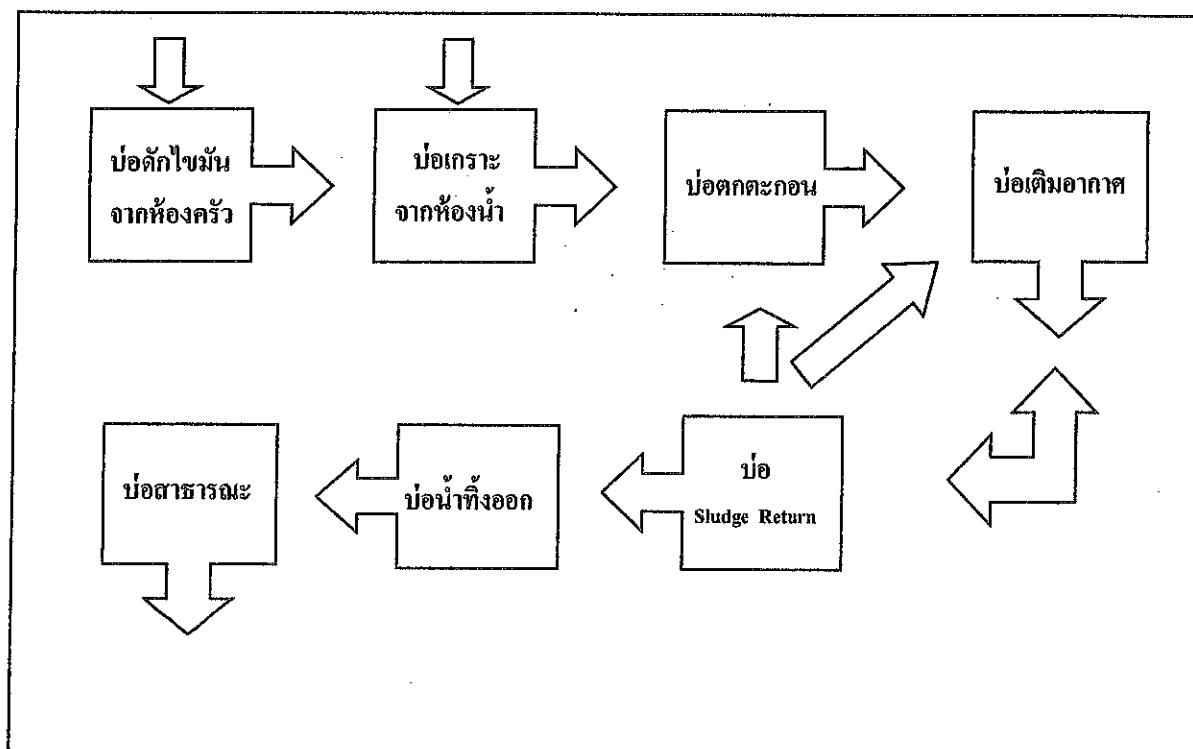 บ่อดักไขมัน
จากห้องครัว
บ่อเกราะ
จากห้องน้ำ
บ่อตกตะกอน
บ่อเติมอากาศ
บ่อสาธารณะ
บ่อน้ำทิ้งออก
บ่อ
Sludge Return